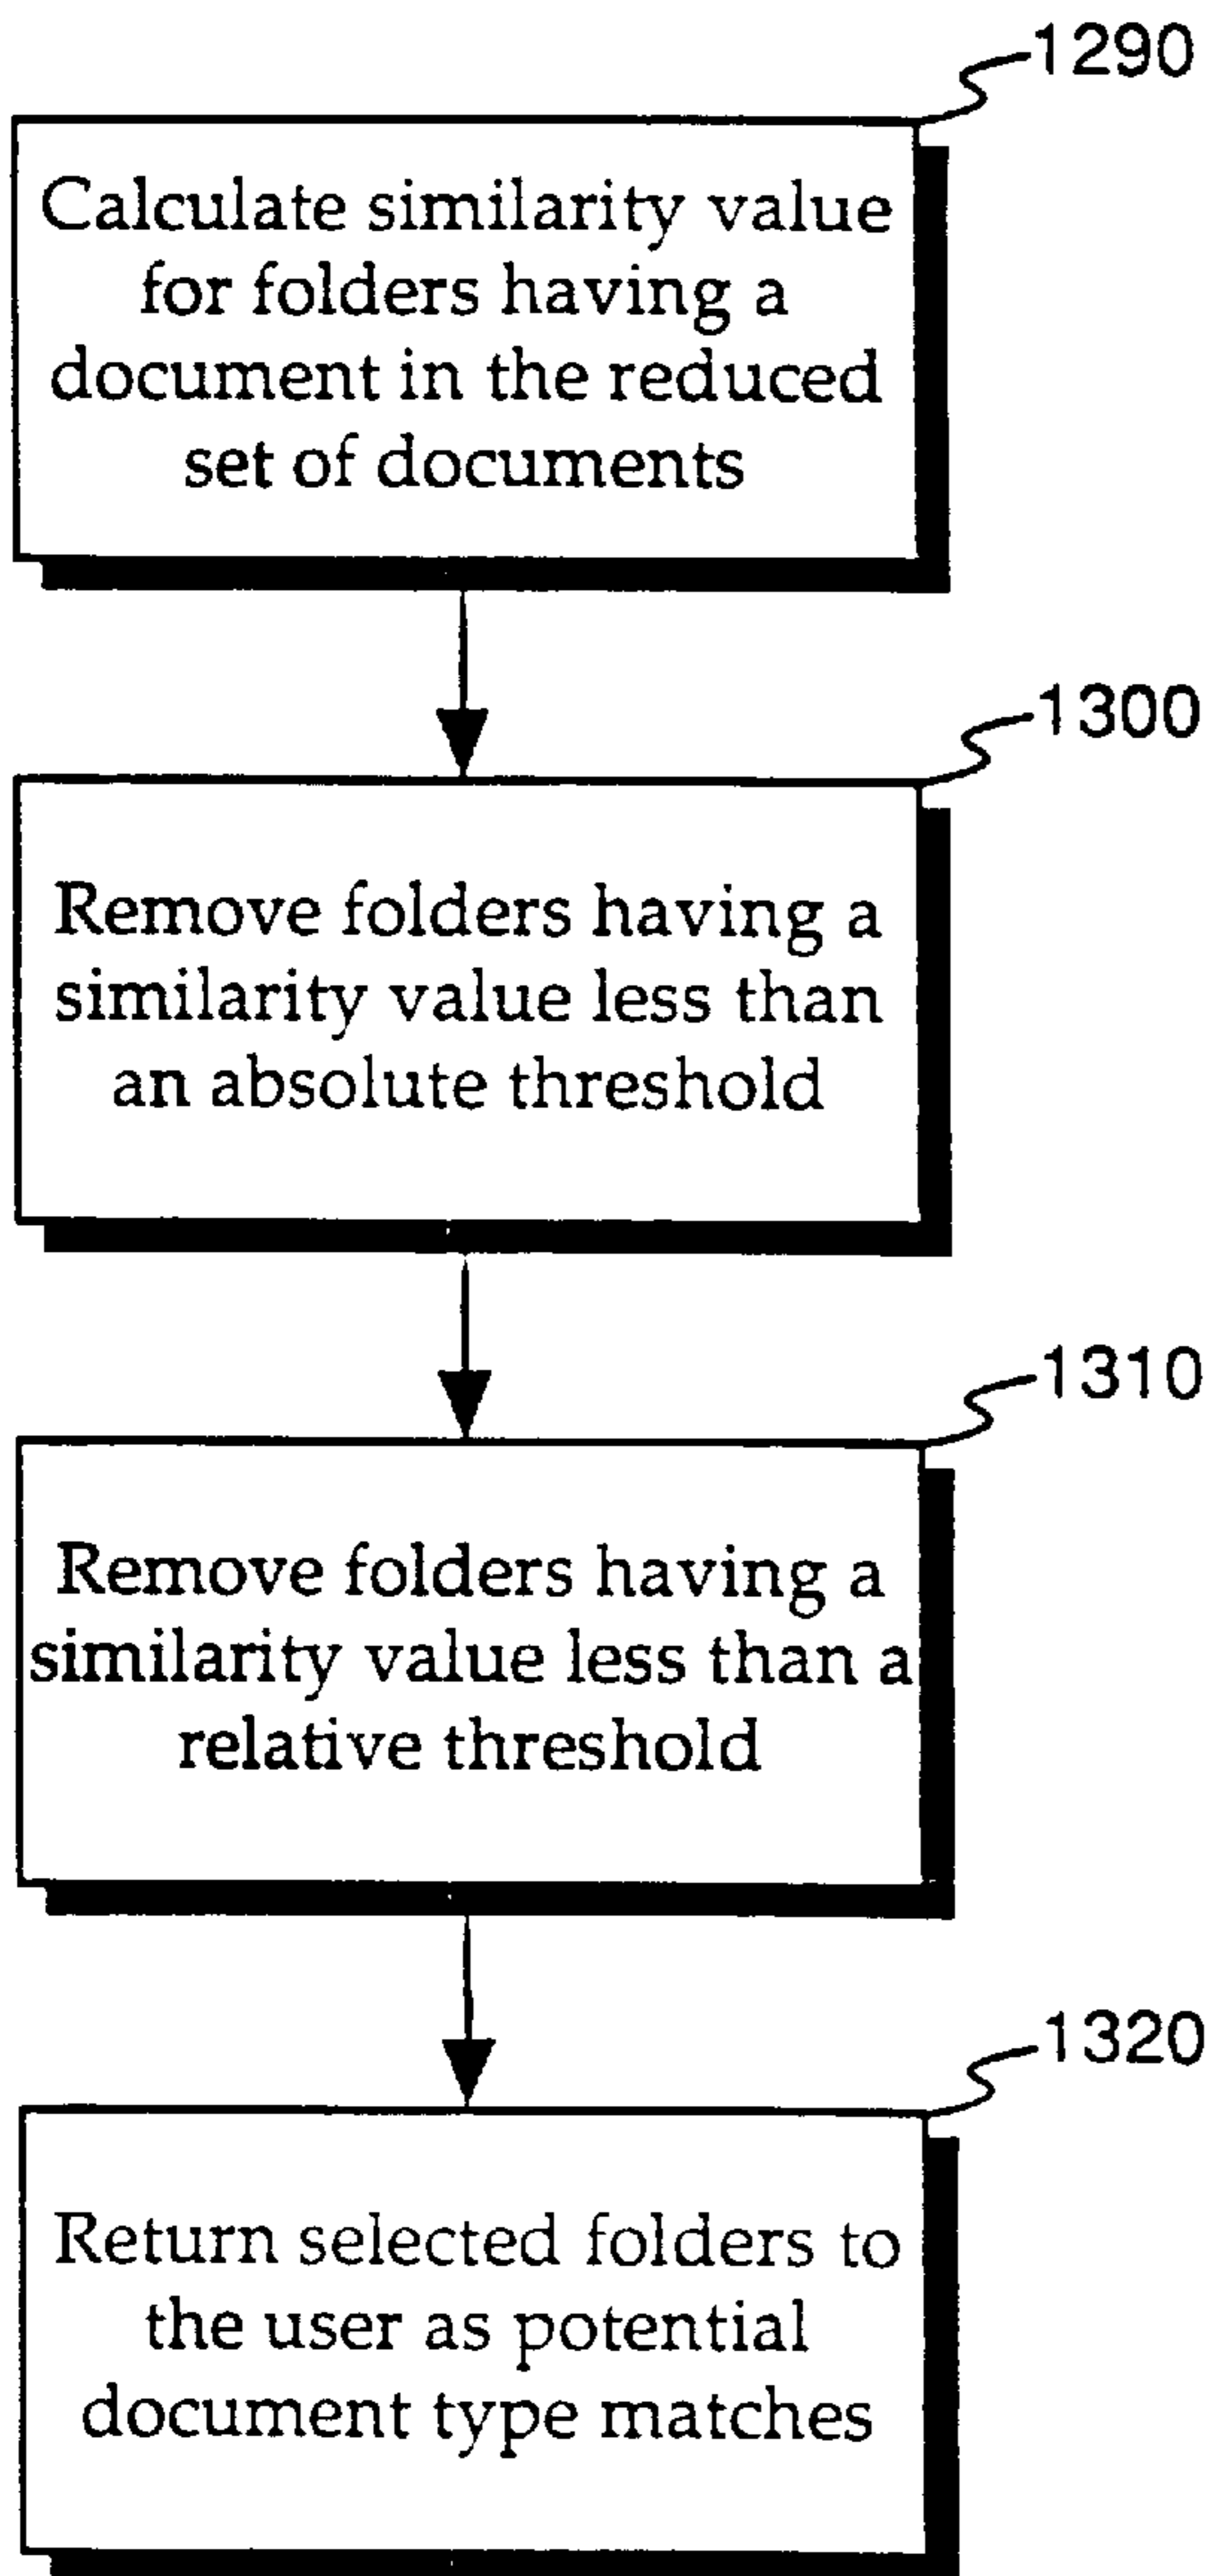 1290
Calculate similarity value
for folders having a
document in the reduced
set of documents
1300
Remove folders having a
similarity value less than
an absolute threshold
1310
Remove folders having a
similarity value less than a
relative threshold
1320
Return selected folders to
the user as potential
document type matches